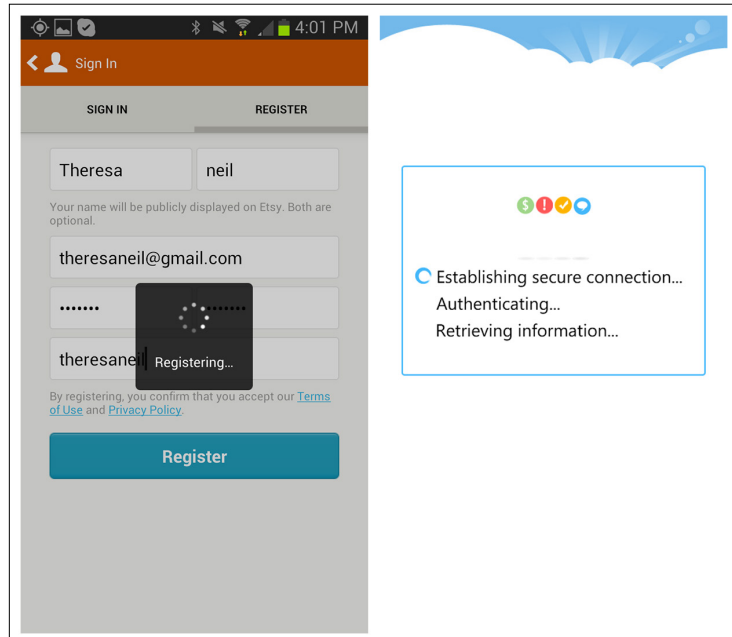 4:01 PM
Sign In
SIGN IN
REGISTER
Theresa
neil
Your name will be publicly displayed on Etsy. Both are
optional.
theresaneil@gmail.com
•••••••
•••••••
theresaneil
Registering...
By registering, you confirm that you accept our Terms
of Use and Privacy Policy.
Register
$ !
Establishing secure connection...
Authenticating...
Retrieving information...